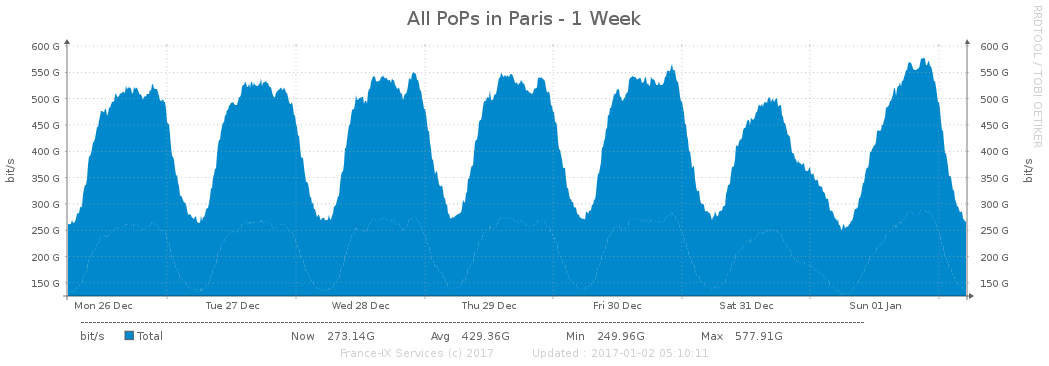 All PoPs in Paris - 1 Week
RRDTOOL / TOBI OETIKER
600 G 600 G
550 G 550 G
500 G 500 G
450 G 450 G
400 G 400 G
bit/s bit/s
350 G 350 G
300 G 300 G
250 G 250 G
200 G 200 G
150 G 150 G
Mon 26 Dec Tue 27 Dec Wed 28 Dec Thu 29 Dec Fri 30 Dec Sat 31 Dec Sun 01 Jan
bit/s Total Now 273.14G Avg 429.36G Min 249.96G Max 577.91G
France-IX Services (c) 2017 Updated : 2017-01-02 05:10:11